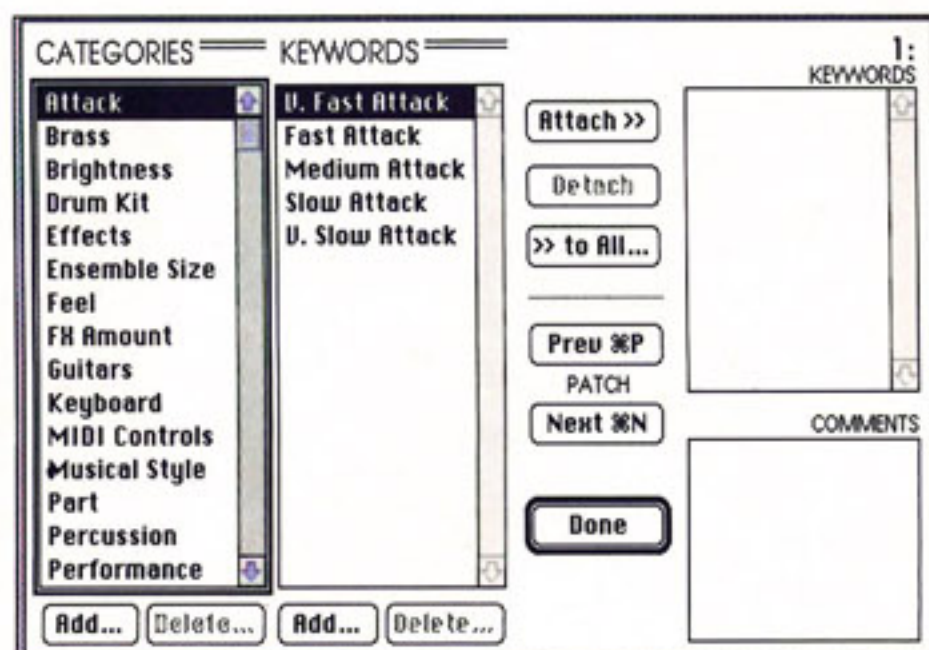 CATEGORIES
Attack
Brass
Brightness
Drum Kit
Effects
Ensemble Size
Feel
FX Amount
Guitars
Keyboard
MIDI Controls
Musical Style
Part
Percussion
Performance
Add...
Delete...
KEYWORDS
V. Fast Attack
Fast Attack
Medium Attack
Slow Attack
V. Slow Attack
Add...
Delete...
Attach >>
Detach
>> to All...
Prev ⌘P
PATCH
Next ⌘N
Done
1:
KEYWORDS
COMMENTS